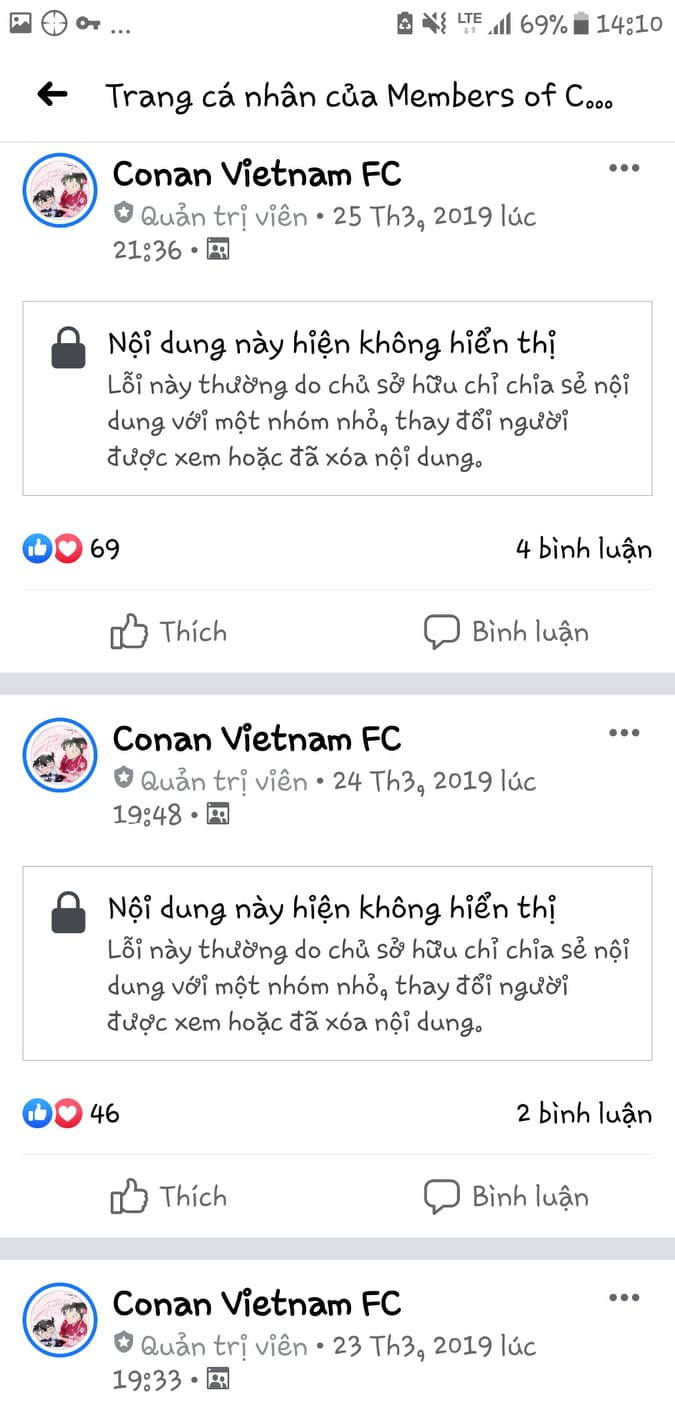 ... LTE 69% 14:10
Trang cá nhân của Members of C...
Conan Vietnam FC
Quản trị viên • 25 Th3, 2019 lúc
21:36 •
Nội dung này hiện không hiển thị
Lỗi này thường do chủ sở hữu chỉ chia sẻ nội
dung với một nhóm nhỏ, thay đổi người
được xem hoặc đã xóa nội dung.
69 4 bình luận
Thích Bình luận
Conan Vietnam FC
Quản trị viên • 24 Th3, 2019 lúc
19:48 •
Nội dung này hiện không hiển thị
Lỗi này thường do chủ sở hữu chỉ chia sẻ nội
dung với một nhóm nhỏ, thay đổi người
được xem hoặc đã xóa nội dung.
46 2 bình luận
Thích Bình luận
Conan Vietnam FC
Quản trị viên • 23 Th3, 2019 lúc
19:33 •